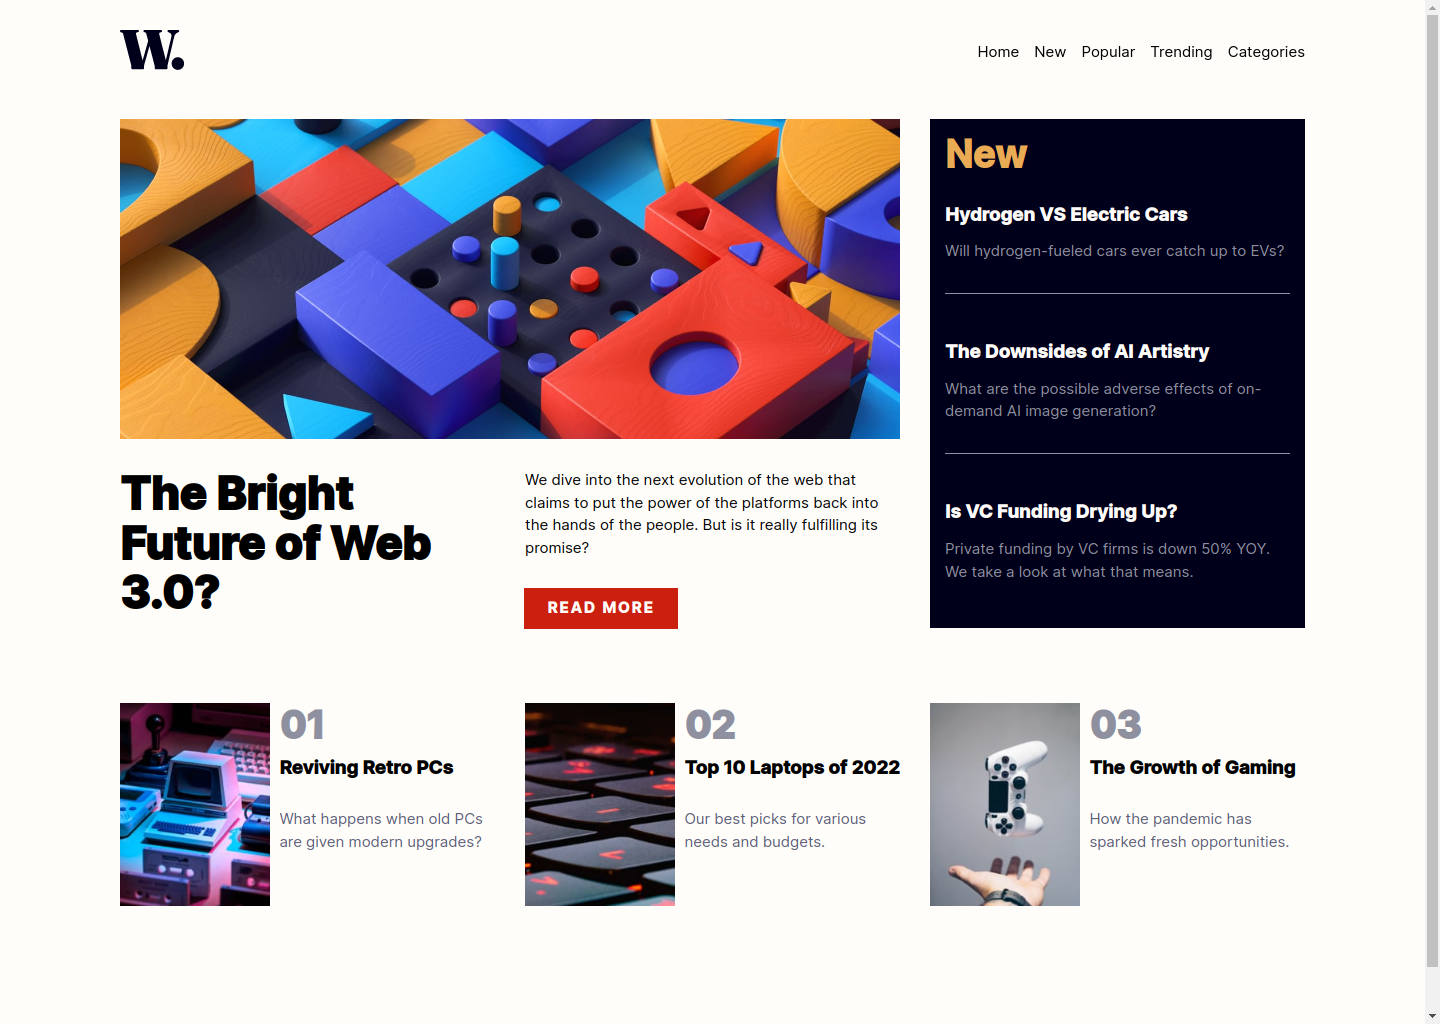 W.
Home New Popular Trending Categories
The Bright
Future of Web
3.0?
We dive into the next evolution of the web that
claims to put the power of the platforms back into
the hands of the people. But is it really fulfilling its
promise?
READ MORE
New
Hydrogen VS Electric Cars
Will hydrogen-fueled cars ever catch up to EVs?
The Downsides of AI Artistry
What are the possible adverse effects of on-
demand AI image generation?
Is VC Funding Drying Up?
Private funding by VC firms is down 50% YOY.
We take a look at what that means.
01
Reviving Retro PCs
What happens when old PCs
are given modern upgrades?
02
Top 10 Laptops of 2022
Our best picks for various
needs and budgets.
03
The Growth of Gaming
How the pandemic has
sparked fresh opportunities.